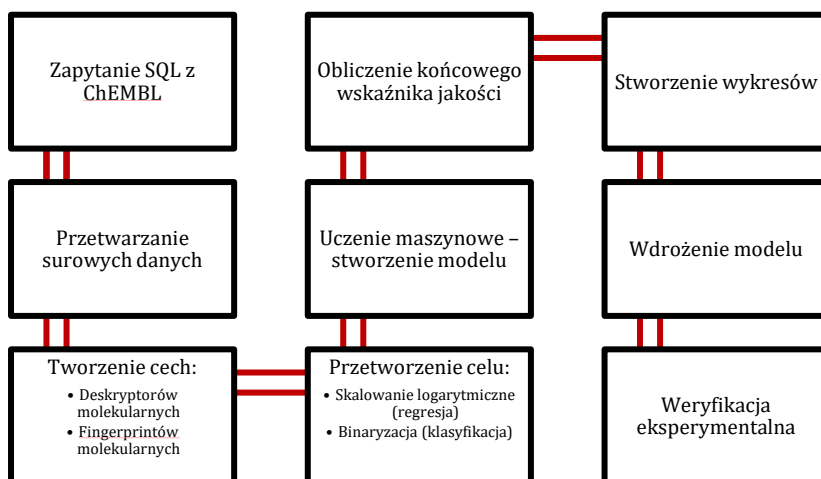 Zapytanie SQL z
ChEMBL
Przetwarzanie
surowych danych
Tworzenie cech:
• Deskryptorów
molekularnych
• Fingerprintów
molekularnych
Przetworzenie celu:
• Skalowanie logarytmiczne
(regresja)
• Binaryzacja (klasyfikacja)
Uczenie maszynowe –
stworzenie modelu
Obliczenie końcowego
wskaźnika jakości
Stworzenie wykresów
Wdrożenie modelu
Weryfikacja
eksperymentalna